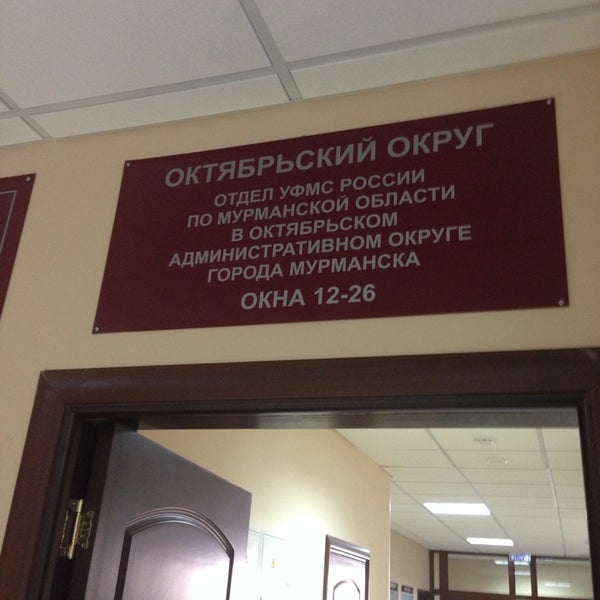 ОКТЯБРЬСКИЙ ОКРУГ
ОТДЕЛ УФМС РОССИИ
ПО МУРМАНСКОЙ ОБЛАСТИ
В ОКТЯБРЬСКОМ
АДМИНИСТРАТИВНОМ ОКРУГЕ
ГОРОДА МУРМАНСКА
ОКНА 12-26